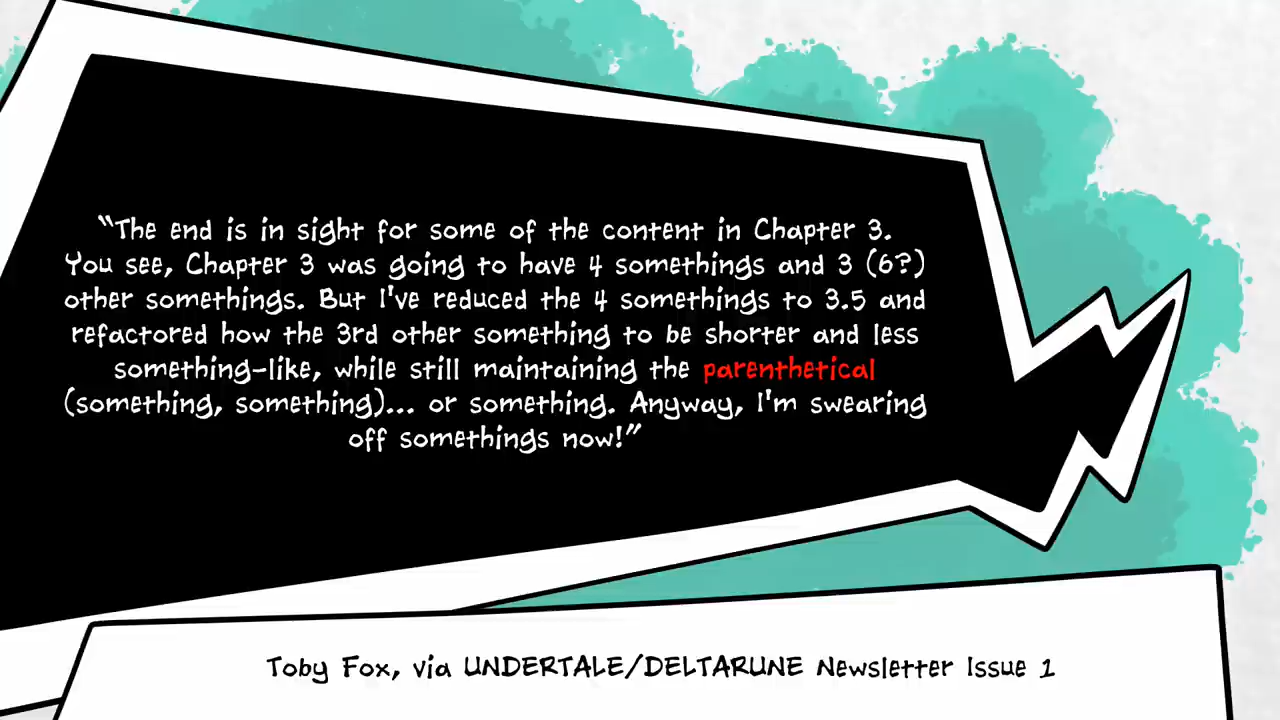 “The end is in sight for some of the content in Chapter 3.
You see, Chapter 3 was going to have 4 somethings and 3 (6?)
other somethings. But I've reduced the 4 somethings to 3.5 and
refactored how the 3rd other something to be shorter and less
something-like, while still maintaining the parenthetical
(something, something)... or something. Anyway, I'm swearing
off somethings now!”
Toby Fox, via UNDERTALE/DELTARUNE Newsletter Issue 1